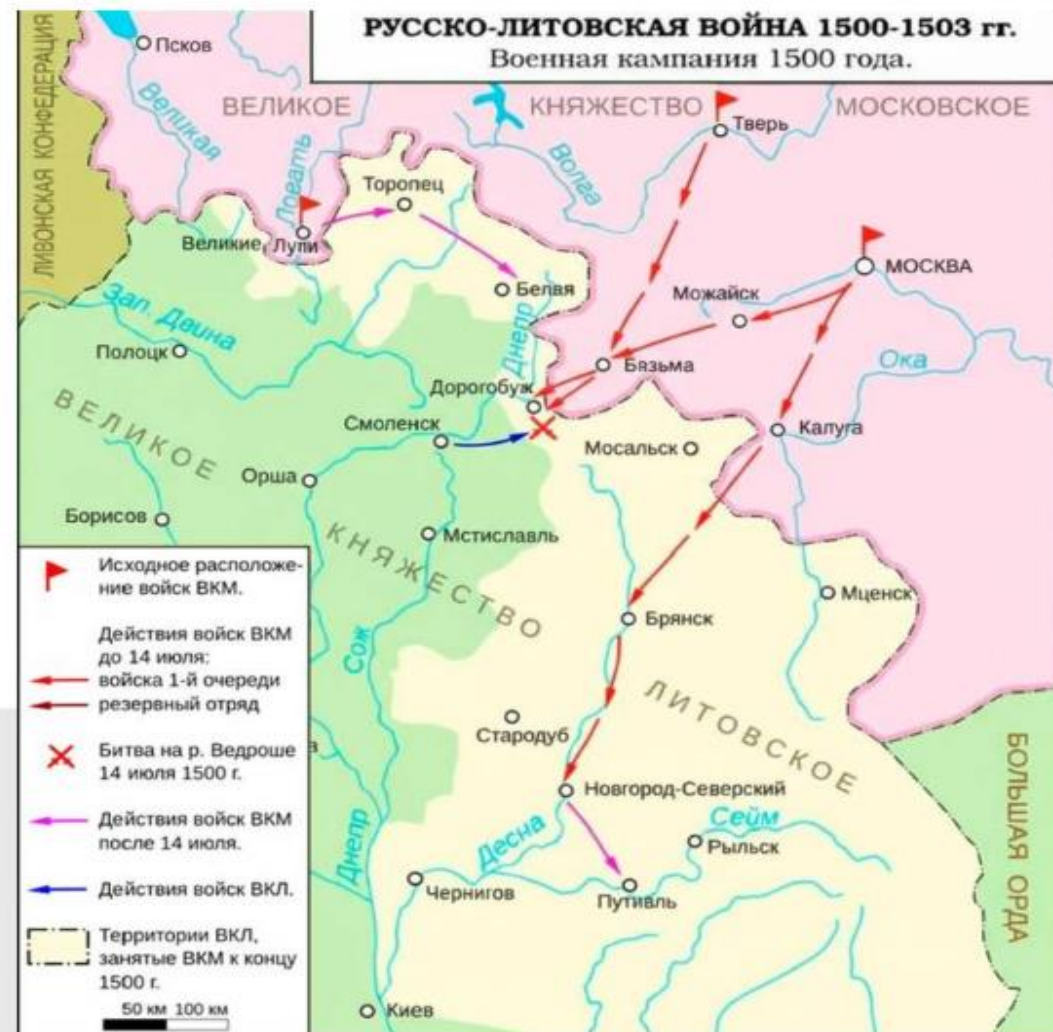 РУССКО-ЛИТОВСКАЯ ВОЙНА 1500-1503 гг.
Военная кампания 1500 года.
ЛИВОНСКАЯ КОНФЕДЕРАЦИЯ
Псков
Великая
ВЕЛИКОЕ
КНЯЖЕСТВО
МОСКОВСКОЕ
Тверь
Волга
Ловать
Торопец
Великие Луги
Белвя
МОСКВА
Можайск
Зап. Двина
Днепр
Полоцк
Бязьма
Ока
Дорогобуж
ВЕЛИКОЕ
Смоленск
Калуга
Мосальск
Орша
Борисов
Мстиславль
КНЯЖЕСТВО
Мценск
Брянск
Сож
ЛИТОВСКОЕ
Стародуб
БОЛЬШАЯ ОРДА
Новгород-Северский
Десна
Сейм
Рыльск
Днепр
Чернигов
Путивль
Киев
в
Исходное расположе-
ние войск ВКМ.
Действия войск ВКМ
до 14 июля:
войска 1-й очереди
резервный отряд
Битва на р. Ведроше
14 июля 1500 г.
Действия войск ВКМ
после 14 июля.
Действия войск ВКЛ.
Территории ВКЛ,
занятые ВКМ к концу
1500 г.
50 км 100 км